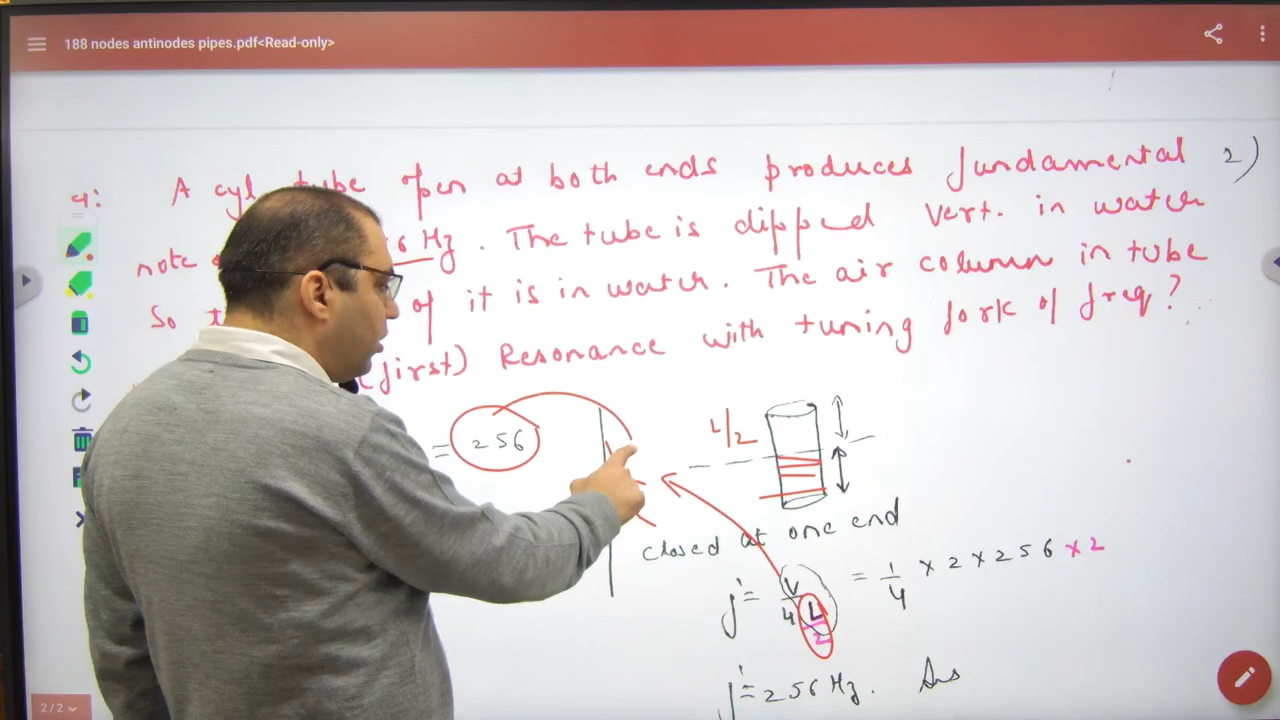 188 nodes antinodes pipes.pdf<Read-only>
A cyl tube open at both ends produces fundamental 2)
note 6 Hz. The tube is dipped Vert. in water
So of it is in water. The air column in tube
(first) Resonance with tuning fork of freq?
= 256
L/2
closed at one end
f' = V / 4 L/2 = 1/4 × 2 × 256 × 2
f' = 256 Hz. Ans
2/2